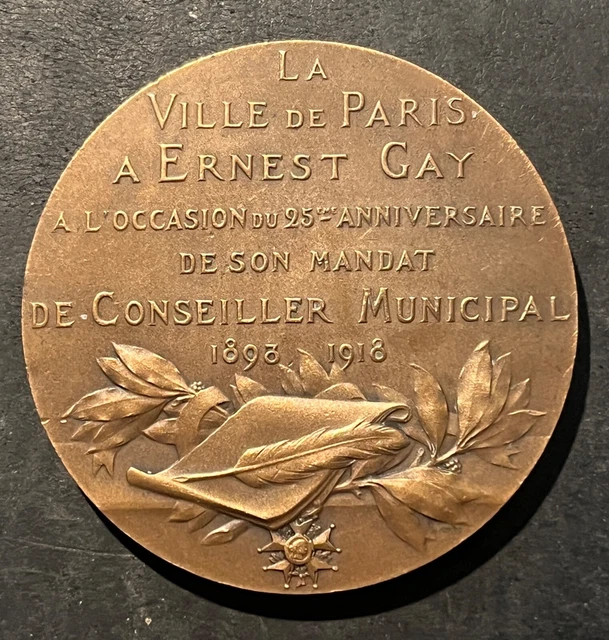 LA
VILLE DE PARIS
A ERNEST GAY
A L'OCCASION DU 25ME ANNIVERSAIRE
DE SON MANDAT
DE CONSEILLER MUNICIPAL
1893 1918